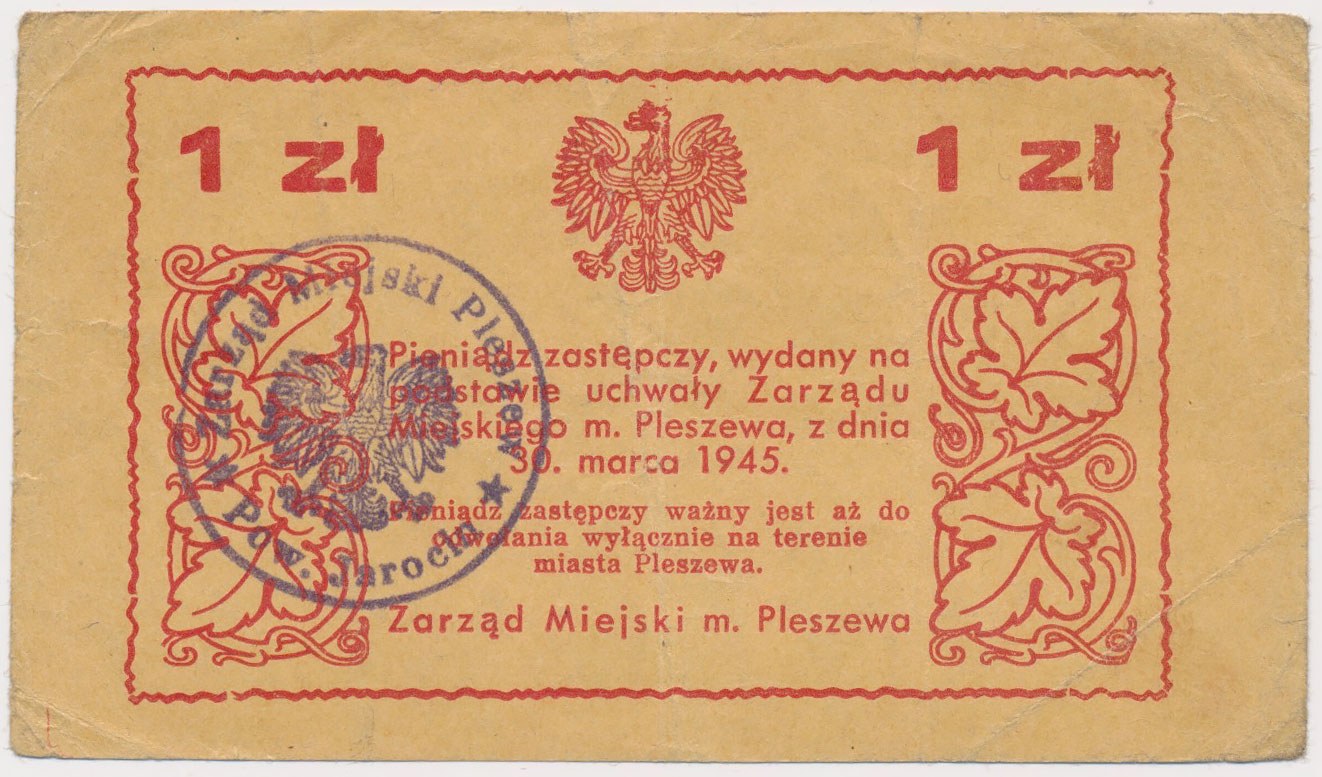 1 zł
1 zł
Pieniądz zastępczy, wydany na
podstawie uchwały Zarządu
Miejskiego m. Pleszewa, z dnia
30. marca 1945.
Pieniądz zastępczy ważny jest aż do
odwołania wyłącznie na terenie
miasta Pleszewa.
Zarząd Miejski m. Pleszewa
Zarząd Miejski Pleszew
Pow. Jarocin